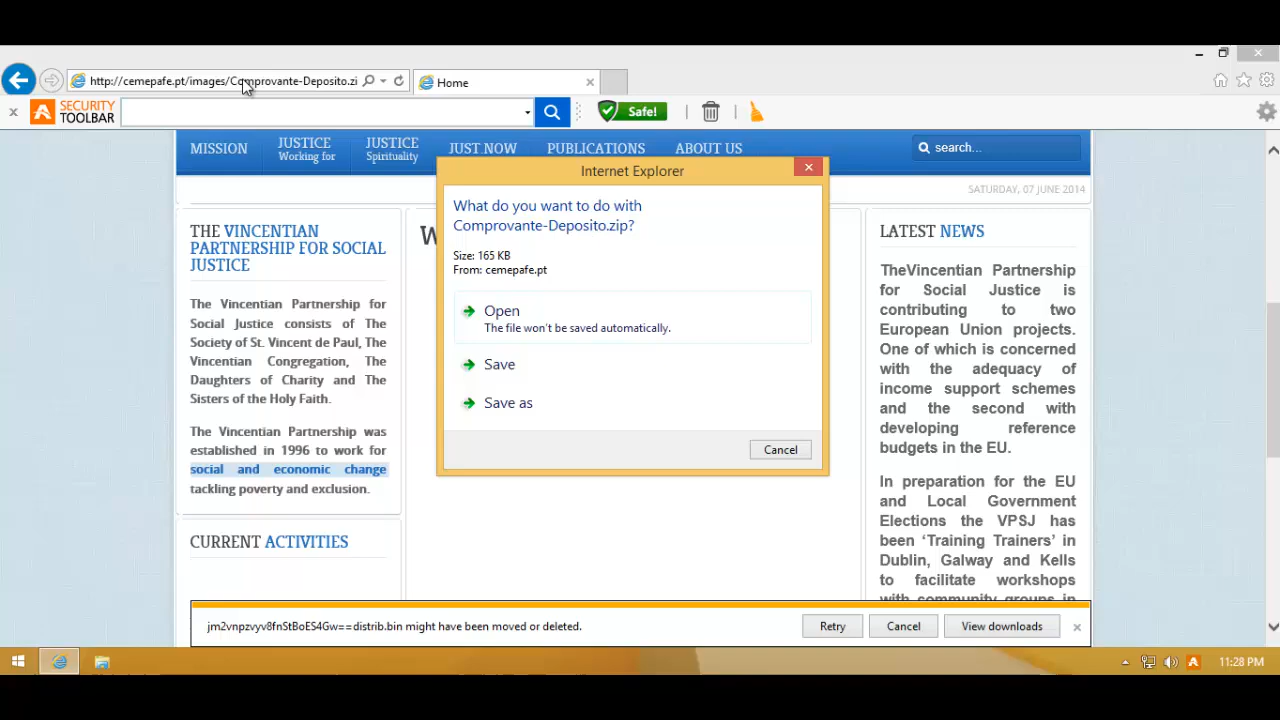 http://cemepafe.pt/images/Comprovante-Deposito.zi
Home
SECURITY
TOOLBAR
Safe!
MISSION
JUSTICE
Working for
JUSTICE
Spirituality
JUST NOW
PUBLICATIONS
ABOUT US
search...
SATURDAY, 07 JUNE 2014
Internet Explorer
What do you want to do with
Comprovante-Deposito.zip?
Size: 165 KB
From: cemepafe.pt
Open
The file won't be saved automatically.
Save
Save as
Cancel
THE VINCENTIAN
PARTNERSHIP FOR SOCIAL
JUSTICE
The Vincentian Partnership for
Social Justice consists of The
Society of St. Vincent de Paul, The
Vincentian Congregation, The
Daughters of Charity and The
Sisters of the Holy Faith.
The Vincentian Partnership was
established in 1996 to work for
social and economic change
tackling poverty and exclusion.
CURRENT ACTIVITIES
W
LATEST NEWS
TheVincentian Partnership
for Social Justice is
contributing to two
European Union projects.
One of which is concerned
with the adequacy of
income support schemes
and the second with
developing reference
budgets in the EU.
In preparation for the EU
and Local Government
Elections the VPSJ has
been ‘Training Trainers’ in
Dublin, Galway and Kells
to facilitate workshops
with community groups in
jm2vnpzvyv8fnStBoES4Gw==distrib.bin might have been moved or deleted.
Retry
Cancel
View downloads
11:28 PM